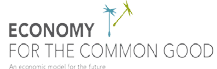 ECONOMY
FOR THE COMMON GOOD
An economic model for the future